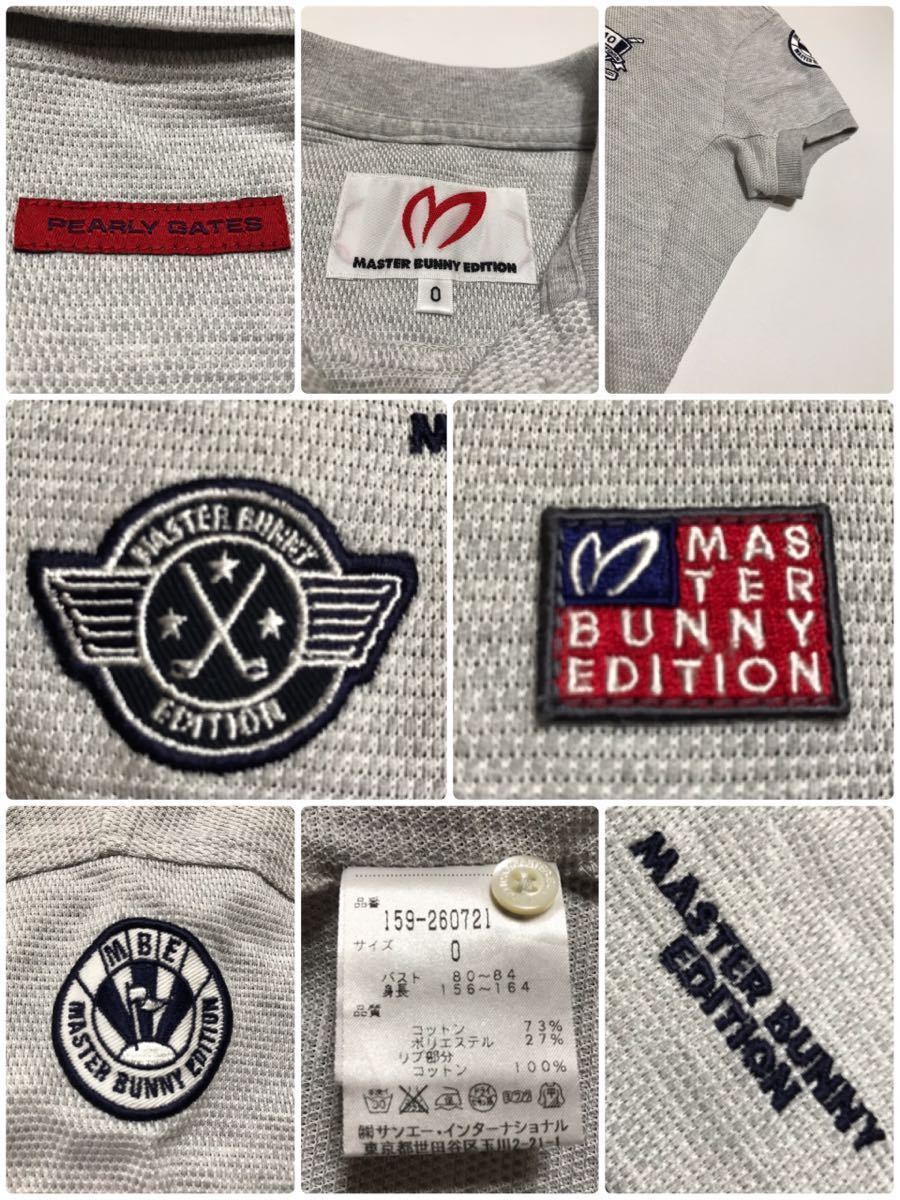 PEARLY GATES
MASTER BUNNY EDITION
0
10
MASTER BUNNY
EDITION
M
MAS
TER
BUNNY
EDITION
MBE
MASTER BUNNY EDITION
品番
159-260721
サイズ
0
バスト 80~84
身長 156~164
品質
コットン 73%
ポリエステル 27%
リブ部分
コットン 100%
㈱サンエー・インターナショナル
東京都世田谷区玉川2-21-1
MASTER BUNNY
EDITION